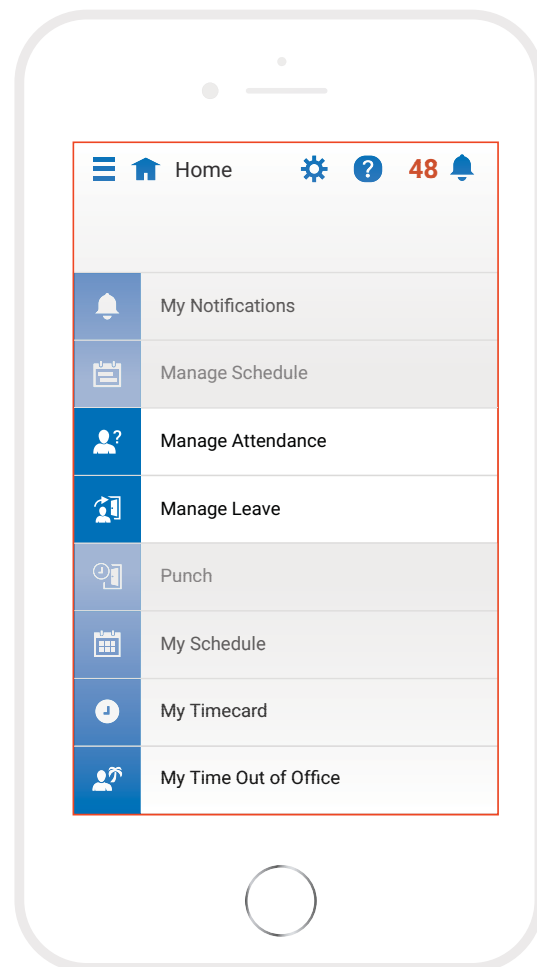 Home ? 48
My Notifications
Manage Schedule
? Manage Attendance
Manage Leave
Punch
My Schedule
My Timecard
My Time Out of Office